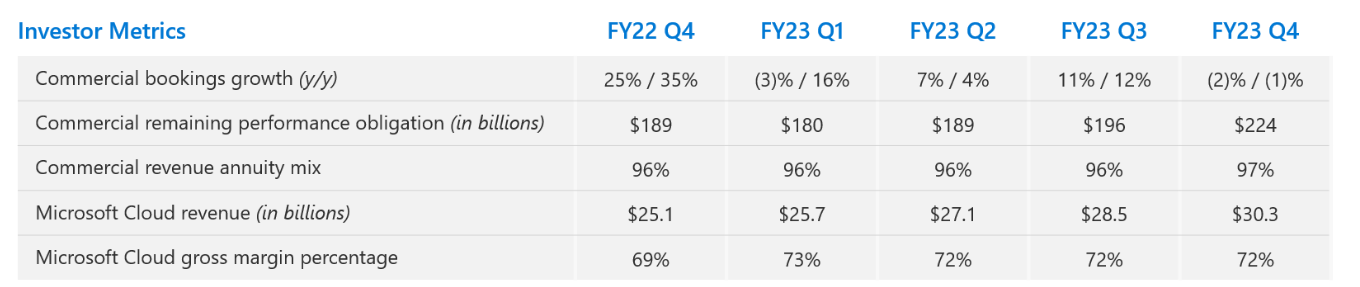 Investor Metrics FY22 Q4 FY23 Q1 FY23 Q2 FY23 Q3 FY23 Q4
Commercial bookings growth (y/y) 25% / 35% (3)% / 16% 7% / 4% 11% / 12% (2)% / (1)%
Commercial remaining performance obligation (in billions) $189 $180 $189 $196 $224
Commercial revenue annuity mix 96% 96% 96% 96% 97%
Microsoft Cloud revenue (in billions) $25.1 $25.7 $27.1 $28.5 $30.3
Microsoft Cloud gross margin percentage 69% 73% 72% 72% 72%